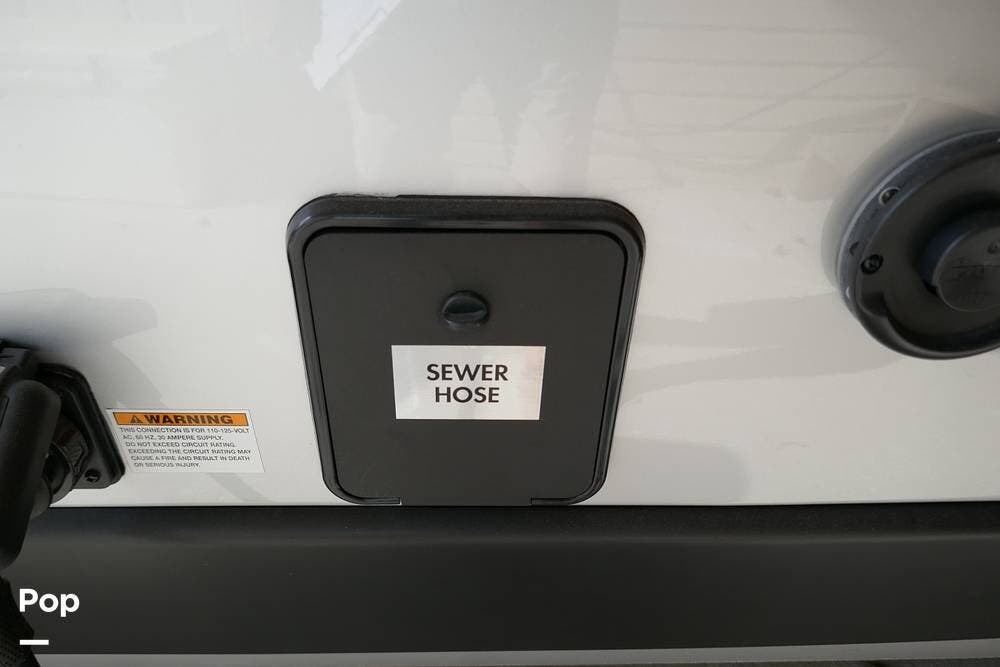 SEWER
HOSE
WARNING
THIS CONNECTION IS FOR 110-125-VOLT
AC, 60 HZ, 30 AMPERE SUPPLY.
DO NOT EXCEED CIRCUIT RATING.
EXCEEDING THE CIRCUIT RATING MAY
CAUSE A FIRE AND RESULT IN DEATH
OR SERIOUS INJURY.
Pop